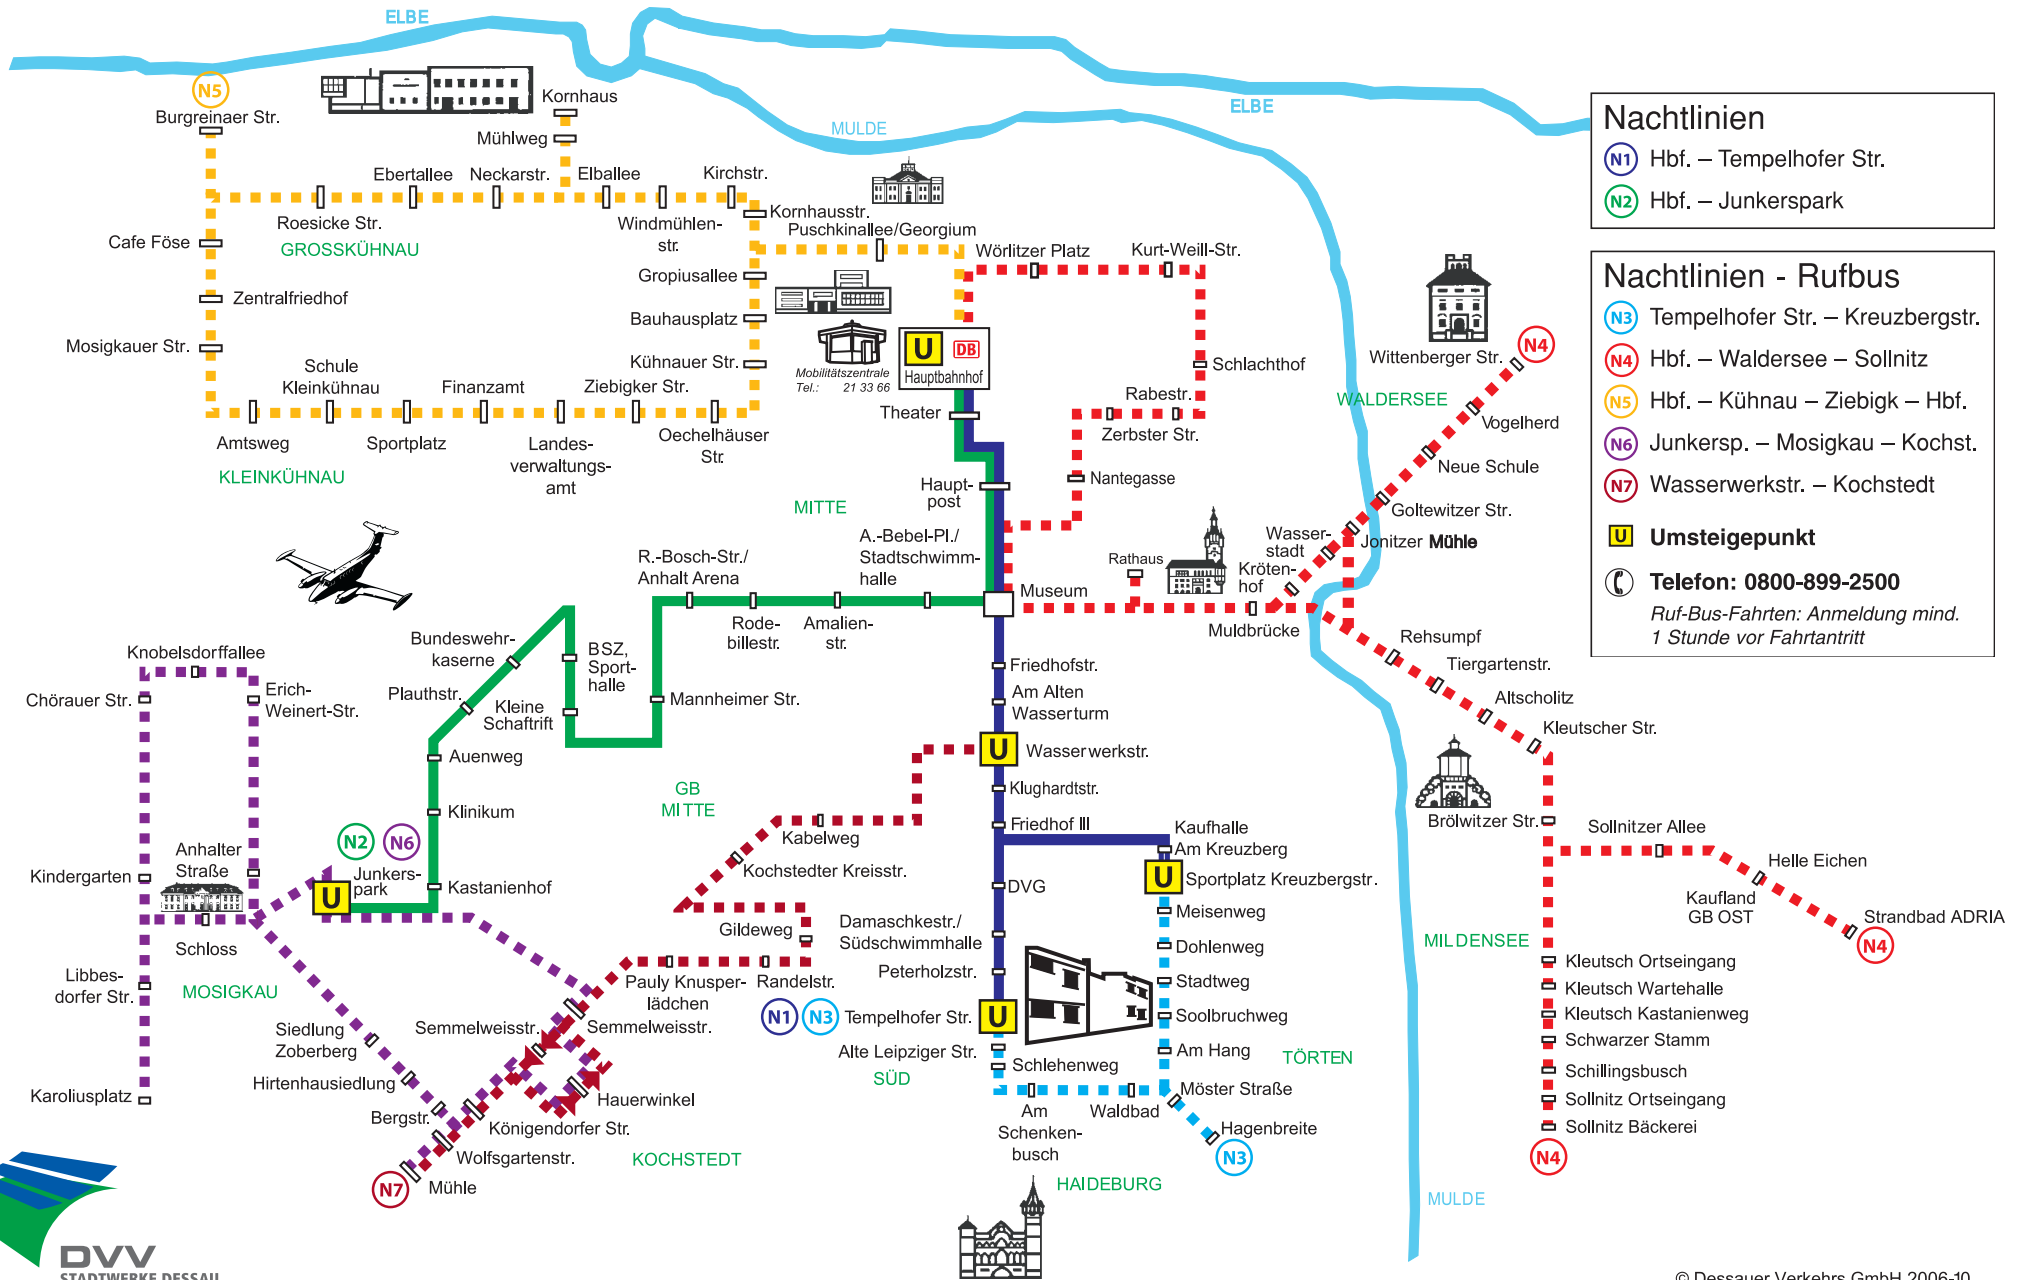 ELBE
N5
Burgreinaer Str.
Kornhaus
Mühlweg
MULDE
ELBE
Ebertallee
Neckarstr.
Elballee
Kirchstr.
Roesicke Str.
GROSSKÜHNAU
Windmühlen-
str.
Kornhausstr.
Puschkinallee/Georgium
Cafe Föse
Zentralfriedhof
Mosigkauer Str.
Gropiusallee
Bauhausplatz
Kühnauer Str.
Schule
Kleinkühnau
Finanzamt
Ziebigker Str.
Amtsweg
Sportplatz
Landes-
verwaltungs-
amt
Oechelhäuser
Str.
KLEINKÜHNAU
Mobilitätszentrale
Tel.: 21 33 66
U DB
Hauptbahnhof
Theater
Haupt-
post
MITTE
Wörlitzer Platz
Kurt-Weill-Str.
Schlachthof
Rabestr.
Zerbster Str.
Nantegasse
Wittenberger Str.
N4
WALDERSEE
Vogelherd
Neue Schule
Goltewitzer Str.
Jonitzer Mühle
Wasser-
stadt
Kröten-
hof
Rathaus
Muldbrücke
Museum
A.-Bebel-Pl./
Stadtschwimm-
halle
R.-Bosch-Str./
Anhalt Arena
Rode-
billestr.
Amalien-
str.
Mannheimer Str.
BSZ,
Sport-
halle
Kleine
Schaftrift
Bundeswehr-
kaserne
Plauthstr.
Auenweg
Klinikum
Kastanienhof
N2
N6
Junkers-
park
U
Knobelsdorffallee
Chörauer Str.
Erich-
Weinert-Str.
Kindergarten
Anhalter
Straße
Schloss
Libbes-
dorfer Str.
MOSIGKAU
Karoliusplatz
Siedlung
Zoberberg
Hirtenhausiedlung
Bergstr.
N7
Mühle
Wolfsgartenstr.
Königendorfer Str.
KOCHSTEDT
Hauerwinkel
Semmelweisstr.
Semmelweisstr.
Pauly Knusper-
lädchen
Randelstr.
Gildeweg
Kochstedter Kreisstr.
Kabelweg
GB
MITTE
Friedhofstr.
Am Alten
Wasserturm
U
Wasserwerkstr.
Klughardtstr.
Friedhof III
DVG
Damaschkestr./
Südschwimmhalle
Peterholzstr.
N1
N3
Tempelhofer Str.
U
Alte Leipziger Str.
SÜD
Schlehenweg
Am
Schenken-
busch
Waldbad
HAIDEBURG
Kaufhalle
Am Kreuzberg
U
Sportplatz Kreuzbergstr.
Meisenweg
Dohlenweg
Stadtweg
Soolbruchweg
Am Hang
TÖRTEN
Möster Straße
Hagenbreite
N3
Rehsumpf
Tiergartenstr.
Altscholitz
Kleutscher Str.
Brölwitzer Str.
Sollnitzer Allee
Helle Eichen
Kaufland
GB OST
Strandbad ADRIA
N4
MILDENSEE
Kleutsch Ortseingang
Kleutsch Wartehalle
Kleutsch Kastanienweg
Schwarzer Stamm
Schillingsbusch
Sollnitz Ortseingang
Sollnitz Bäckerei
N4
MULDE
Nachtlinien
N1 Hbf. – Tempelhofer Str.
N2 Hbf. – Junkerspark
Nachtlinien - Rufbus
N3 Tempelhofer Str. – Kreuzbergstr.
N4 Hbf. – Waldersee – Sollnitz
N5 Hbf. – Kühnau – Ziebigk – Hbf.
N6 Junkersp. – Mosigkau – Kochst.
N7 Wasserwerkstr. – Kochstedt
U Umsteigepunkt
Telefon: 0800-899-2500
Ruf-Bus-Fahrten: Anmeldung mind.
1 Stunde vor Fahrtantritt
DVV
STADTWERKE DESSAU
© Dessauer Verkehrs GmbH 2006-10